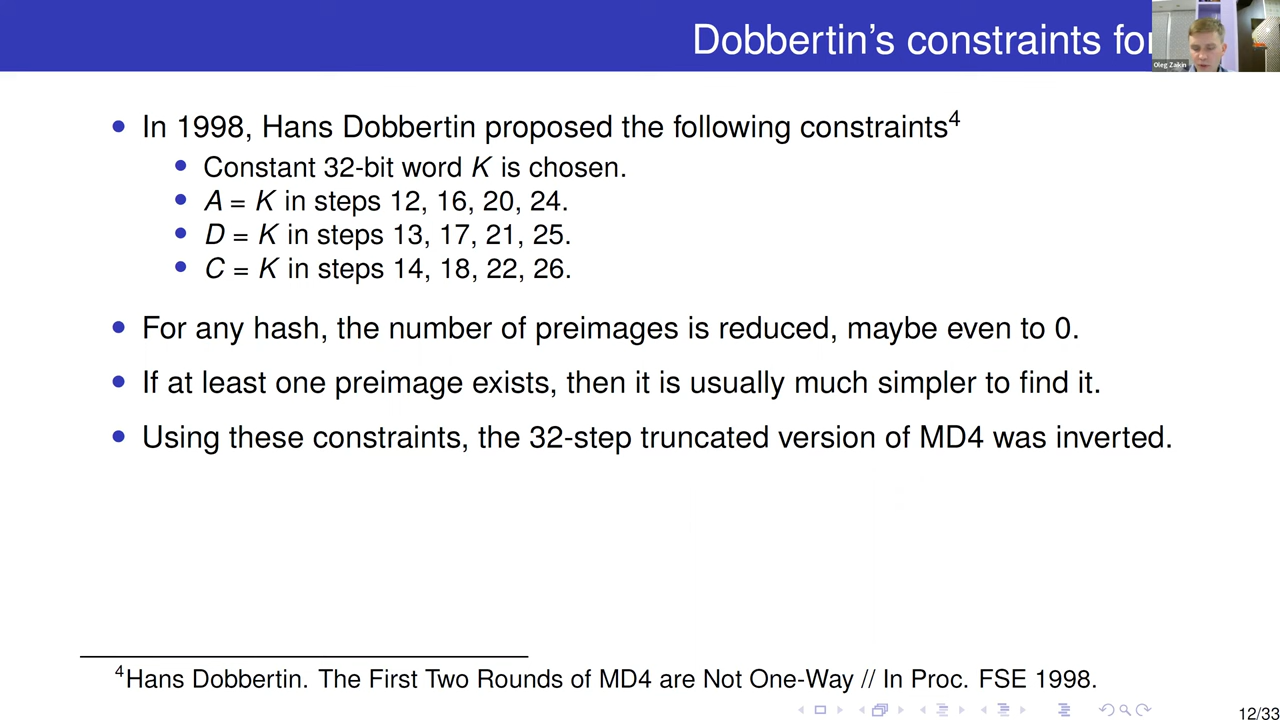 Dobbertin's constraints for
Oleg Zaikin
• In 1998, Hans Dobbertin proposed the following constraints⁴
• Constant 32-bit word K is chosen.
• A = K in steps 12, 16, 20, 24.
• D = K in steps 13, 17, 21, 25.
• C = K in steps 14, 18, 22, 26.
• For any hash, the number of preimages is reduced, maybe even to 0.
• If at least one preimage exists, then it is usually much simpler to find it.
• Using these constraints, the 32-step truncated version of MD4 was inverted.
⁴Hans Dobbertin. The First Two Rounds of MD4 are Not One-Way // In Proc. FSE 1998.
12/33